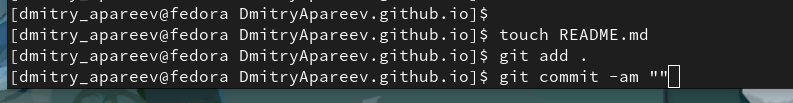 [dmitry_apareev@fedora DmitryApareev.github.io]$
[dmitry_apareev@fedora DmitryApareev.github.io]$ touch README.md
[dmitry_apareev@fedora DmitryApareev.github.io]$ git add .
[dmitry_apareev@fedora DmitryApareev.github.io]$ git commit -am ""